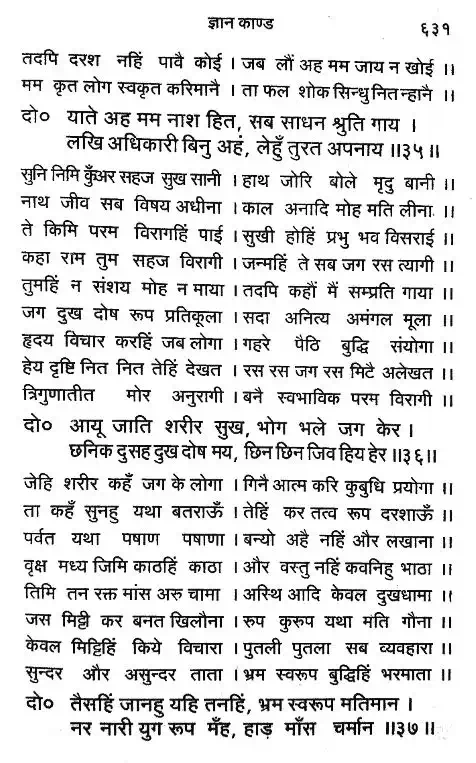 ज्ञान काण्ड ६३१
तदपि दरश नहिं पावै कोई । जब लौं अह मम जाय न खोई ।।
मम कृत लोग स्वकृत करिमानै । ता फल शोक सिन्धु नित न्हानै ।।
दो० याते अह मम नाश हित, सब साधन श्रुति गाय ।
लखि अधिकारी बिनु अहं, लेहुँ तुरत अपनाय ।।३५।।
सुनि निमि कुँअर सहज सुख सानी । हाथ जोरि बोले मृदु बानी ।।
नाथ जीव सब विषय अधीना । काल अनादि मोह मति लीना ।।
ते किमि परम विरागहिं पाई । सुखी होहिं प्रभु भव विसराई ।।
कहा राम तुम सहज विरागी । जन्महिं ते सब जग रस त्यागी ।।
तुमहिं न संशय मोह न माया । तदपि कहौं मैं सम्प्रति गाया ।।
जग दुख दोष रूप प्रतिकूला । सदा अनित्य अमंगल मूला ।।
हृदय विचार करहिं जब लोगा । गहरे पैठि बुद्धि संयोगा ।।
हेय दृष्टि नित नित तेहिं देखत । रस रस जग रस मिटै अलेखत ।।
त्रिगुणातीत मोर अनुरागी । बनै स्वभाविक परम विरागी ।।
दो० आयू जाति शरीर सुख, भोग भले जग केर ।
छनिक दुसह दुख दोष मय, छिन छिन जिव हिय हेर ।।३६।।
जेहि शरीर कहँ जग के लोगा । गिनै आत्म करि कुबुधि प्रयोगा ।।
ता कहँ सुनहु यथा बतराऊँ । तेहिं कर तत्व रूप दरशाऊँ ।।
पर्वत यथा पषाण पषाणा । बन्यो अहै नहिं और लखाना ।।
वृक्ष मध्य जिमि काठहिं काठा । और वस्तु नहिं कवनिहु भाठा ।।
तिमि तन रक्त मांस अरु चामा । अस्थि आदि केवल दुखधामा ।।
जस मिट्टी कर बनत खिलौना । रुप कुरुप यथा मति गौना ।।
केवल मिट्टिहिं किये विचारा । पुतली पुतला सब व्यवहारा ।।
सुन्दर और असुन्दर ताता । भ्रम स्वरुप बुद्धिहिं भरमाता ।।
दो० तैसहिं जानहु यहि तनहिं, भ्रम स्वरूप मतिमान ।
नर नारी युग रूप मँह, हाड़ माँस चर्मान ।।३७।।